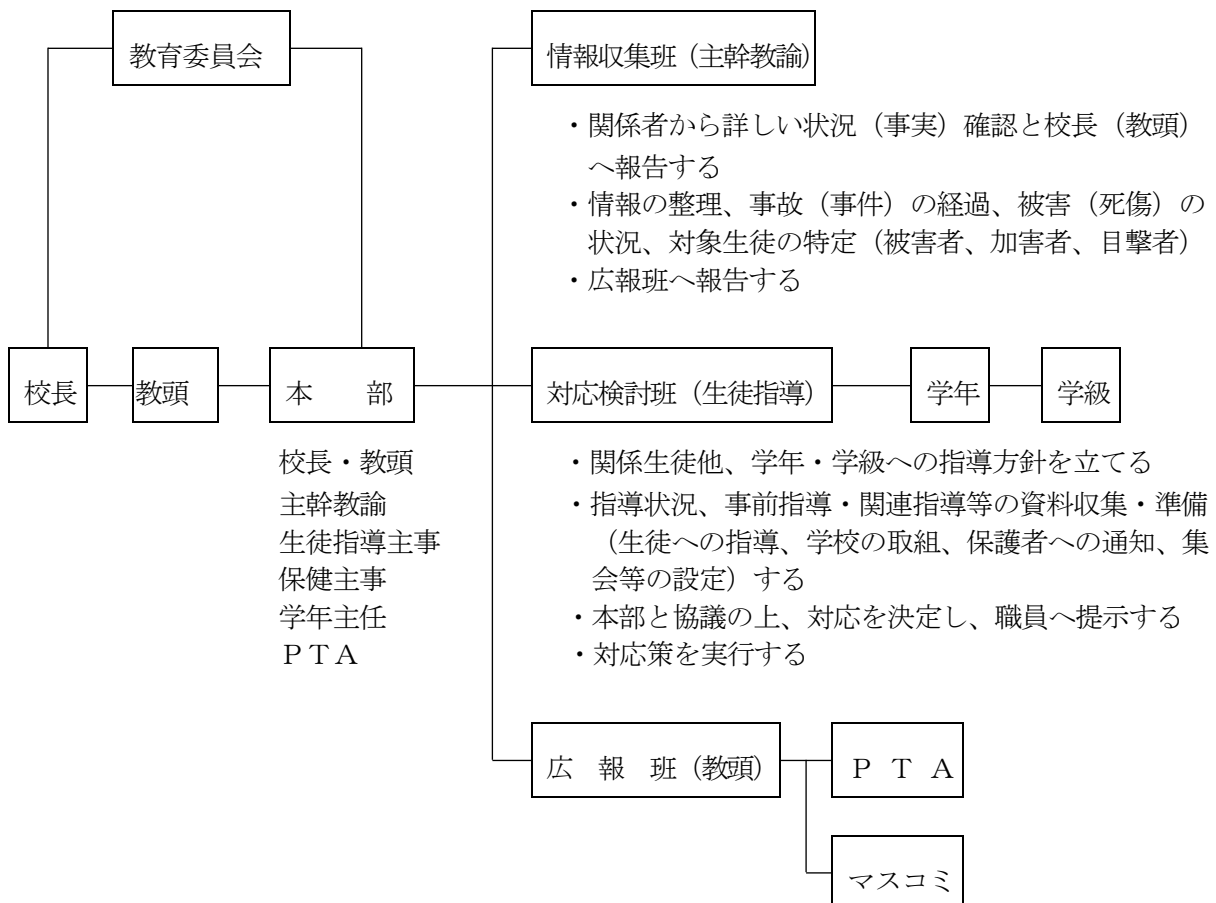 教育委員会
情報収集班（主幹教諭）
・関係者から詳しい状況（事実）確認と校長（教頭）
へ報告する
・情報の整理、事故（事件）の経過、被害（死傷）の
状況、対象生徒の特定（被害者、加害者、目撃者）
・広報班へ報告する
校長
教頭
本　　部
対応検討班（生徒指導）
学年
学級
校長・教頭
主幹教諭
生徒指導主事
保健主事
学年主任
ＰＴＡ
・関係生徒他、学年・学級への指導方針を立てる
・指導状況、事前指導・関連指導等の資料収集・準備
（生徒への指導、学校の取組、保護者への通知、集
会等の設定）する
・本部と協議の上、対応を決定し、職員へ提示する
・対応策を実行する
広　報　班（教頭）
Ｐ Ｔ Ａ
マスコミ